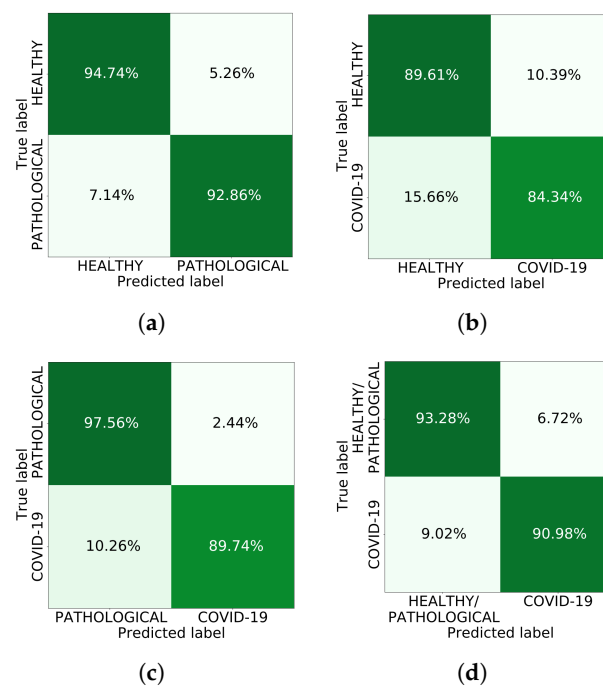 HEALTHY
94.74% 5.26%
True label
PATHOLOGICAL
7.14% 92.86%
HEALTHY PATHOLOGICAL
Predicted label
(a)
HEALTHY
89.61% 10.39%
True label
COVID-19
15.66% 84.34%
HEALTHY COVID-19
Predicted label
(b)
PATHOLOGICAL
97.56% 2.44%
True label
COVID-19
10.26% 89.74%
PATHOLOGICAL COVID-19
Predicted label
(c)
HEALTHY/
PATHOLOGICAL
93.28% 6.72%
True label
COVID-19
9.02% 90.98%
HEALTHY/
PATHOLOGICAL
COVID-19
Predicted label
(d)